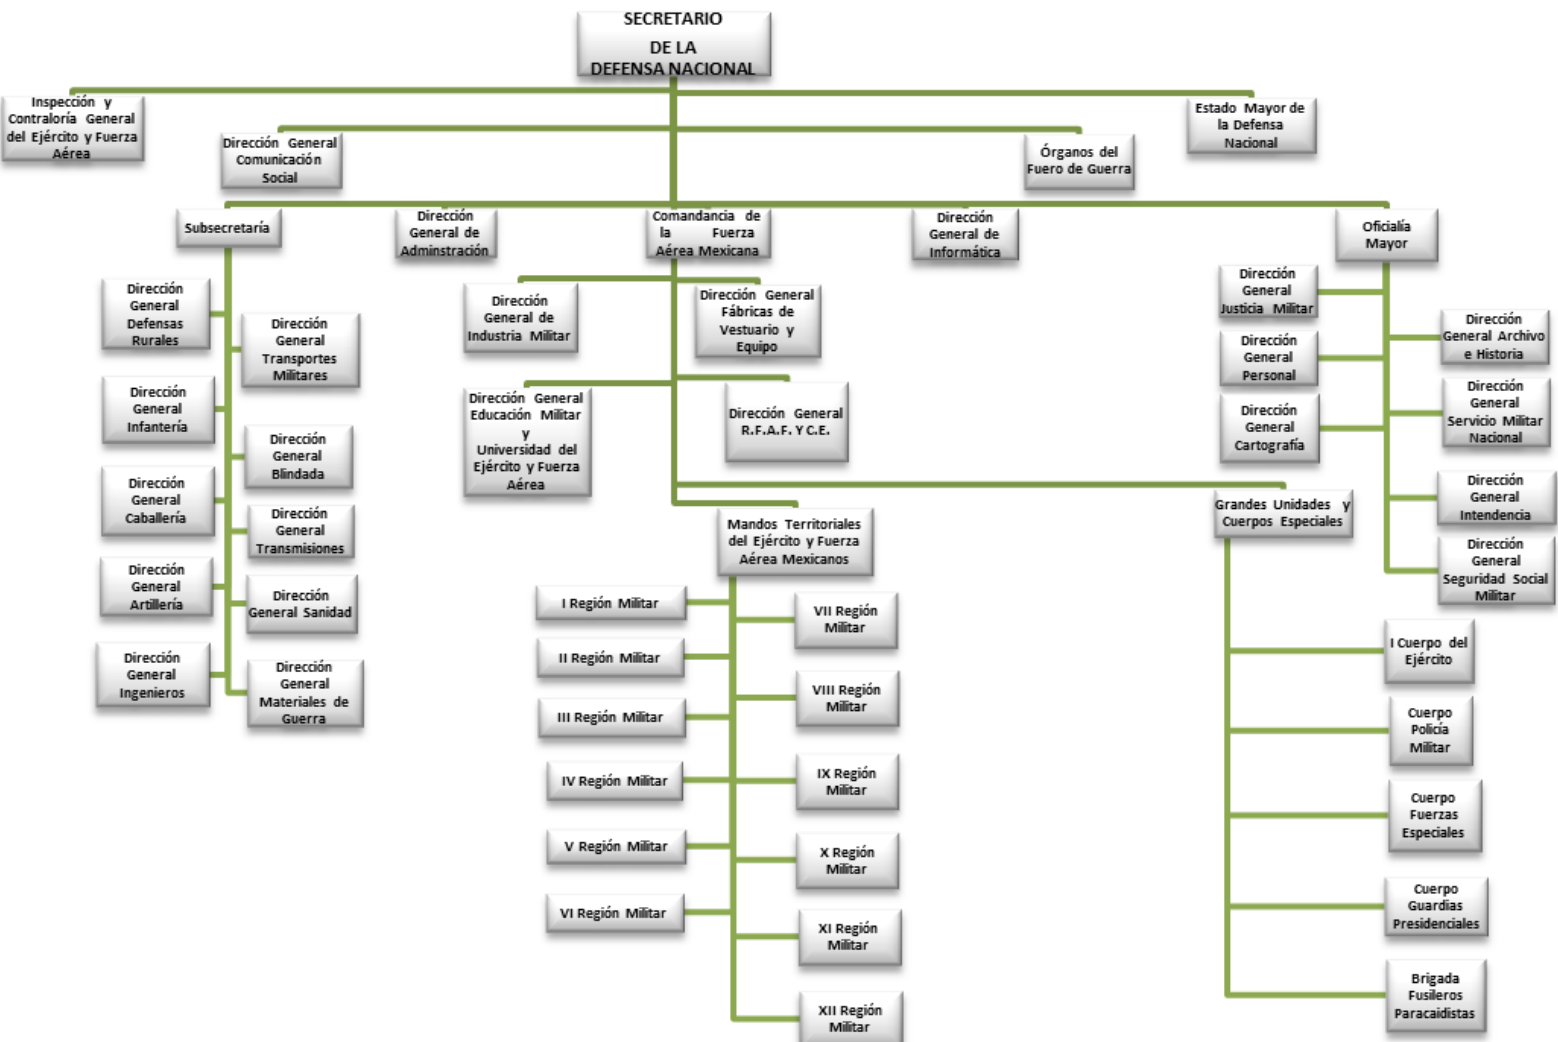 SECRETARIO
DE LA
DEFENSA NACIONAL
Inspección y
Contraloría General
del Ejército y Fuerza
Aérea
Estado Mayor de
la Defensa
Nacional
Dirección General
Comunicación
Social
Órganos del
Fuero de Guerra
Subsecretaría
Dirección
General de
Adminstración
Comandancia de
la Fuerza
Aérea Mexicana
Dirección
General de
Informática
Oficialía
Mayor
Dirección
General
Defensas
Rurales
Dirección
General
Transportes
Militares
Dirección
General
Infantería
Dirección
General
Blindada
Dirección
General
Caballería
Dirección
General
Transmisiones
Dirección
General
Artillería
Dirección
General Sanidad
Dirección
General
Ingenieros
Dirección
General
Materiales de
Guerra
Dirección
General de
Industria Militar
Dirección General
Fábricas de
Vestuario y
Equipo
Dirección General
Educación Militar
y
Universidad del
Ejército y Fuerza
Aérea
Dirección General
R.F.A.F. Y C.E.
Mandos Territoriales
del Ejército y Fuerza
Aérea Mexicanos
I Región Militar
II Región Militar
III Región Militar
IV Región Militar
V Región Militar
VI Región Militar
VII Región
Militar
VIII Región
Militar
IX Región
Militar
X Región
Militar
XI Región
Militar
XII Región
Militar
Grandes Unidades y
Cuerpos Especiales
I Cuerpo del
Ejército
Cuerpo
Policía
Militar
Cuerpo
Fuerzas
Especiales
Cuerpo
Guardias
Presidenciales
Brigada
Fusileros
Paracaidistas
Dirección
General
Justicia Militar
Dirección
General
Personal
Dirección
General
Cartografía
Dirección
General Archivo
e Historia
Dirección
General
Servicio Militar
Nacional
Dirección
General
Intendencia
Dirección
General
Seguridad Social
Militar